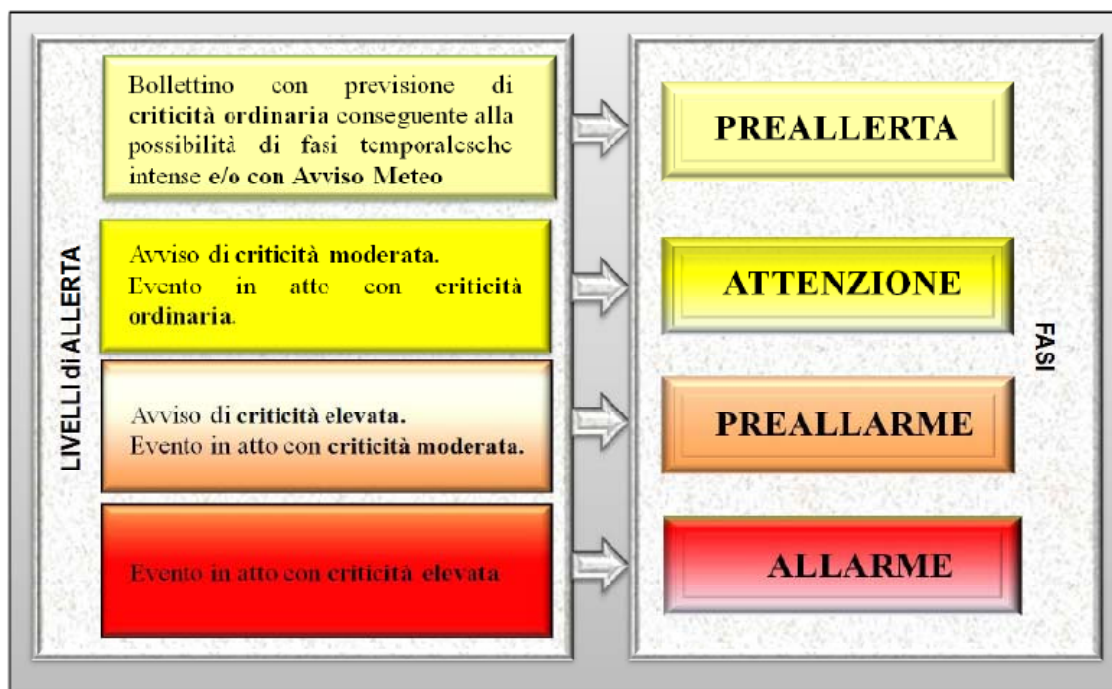 LIVELLI di ALLERTA
Bollettino con previsione di
criticità ordinaria conseguente alla
possibilità di fasi temporalesche
intense e/o con Avviso Meteo
PREALLERTA
Avviso di criticità moderata.
Evento in atto con criticità
ordinaria.
ATTENZIONE
Avviso di criticità elevata.
Evento in atto con criticità moderata.
PREALLARME
Evento in atto con criticità elevata
ALLARME
FASI